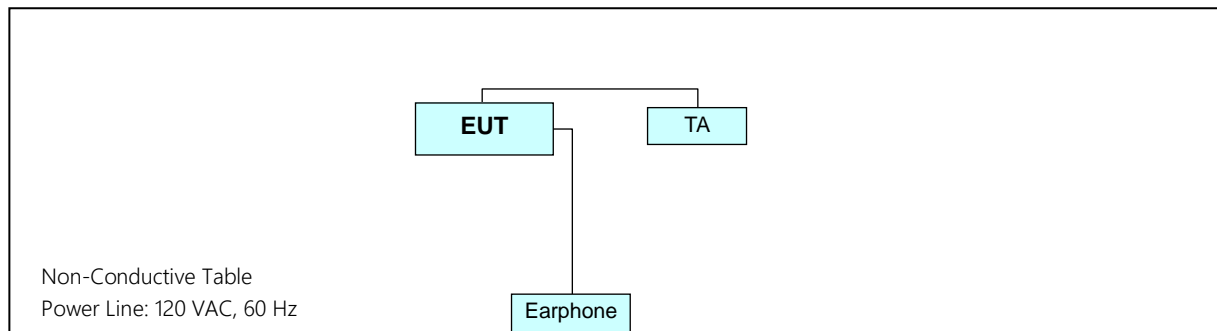 EUT
TA
Non-Conductive Table
Power Line: 120 VAC, 60 Hz
Earphone